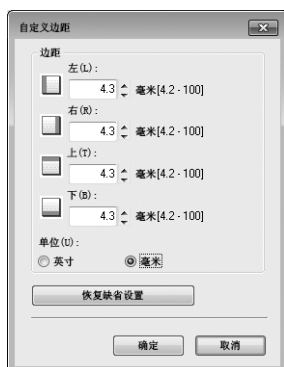 自定义边距
边距
左(L):
4.3 毫米[4.2 - 100]
右(R):
4.3 毫米[4.2 - 100]
上(T):
4.3 毫米[4.2 - 100]
下(B):
4.3 毫米[4.2 - 100]
单位(U):
英寸 毫米
恢复缺省设置
确定 取消